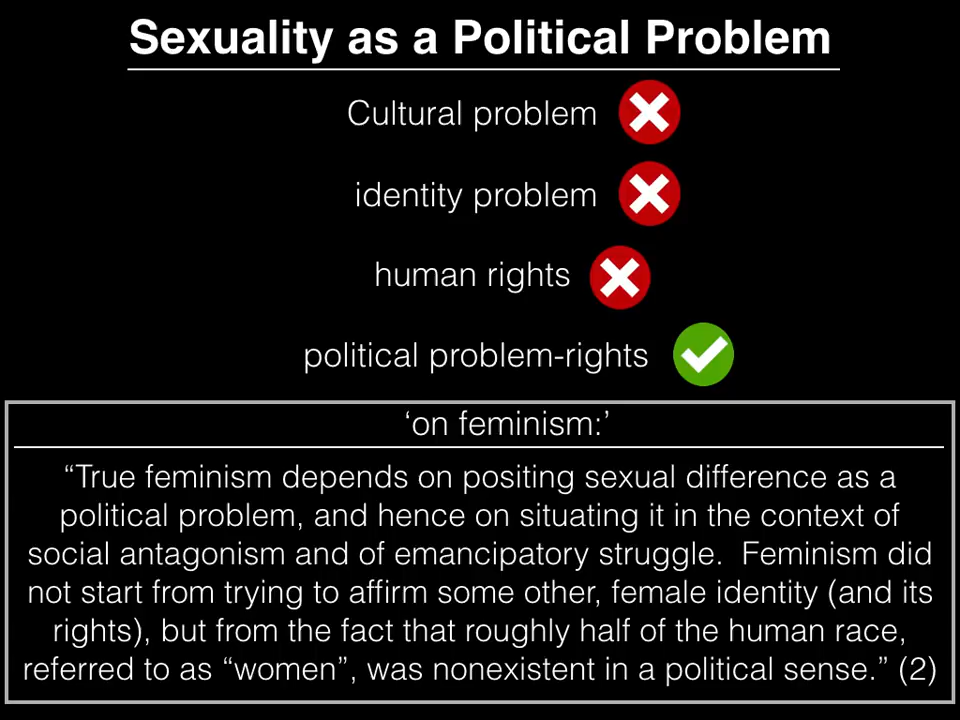 Sexuality as a Political Problem
Cultural problem
identity problem
human rights
political problem-rights
‘on feminism:’
“True feminism depends on positing sexual difference as a
political problem, and hence on situating it in the context of
social antagonism and of emancipatory struggle.  Feminism did
not start from trying to affirm some other, female identity (and its
rights), but from the fact that roughly half of the human race,
referred to as “women”, was nonexistent in a political sense.” (2)